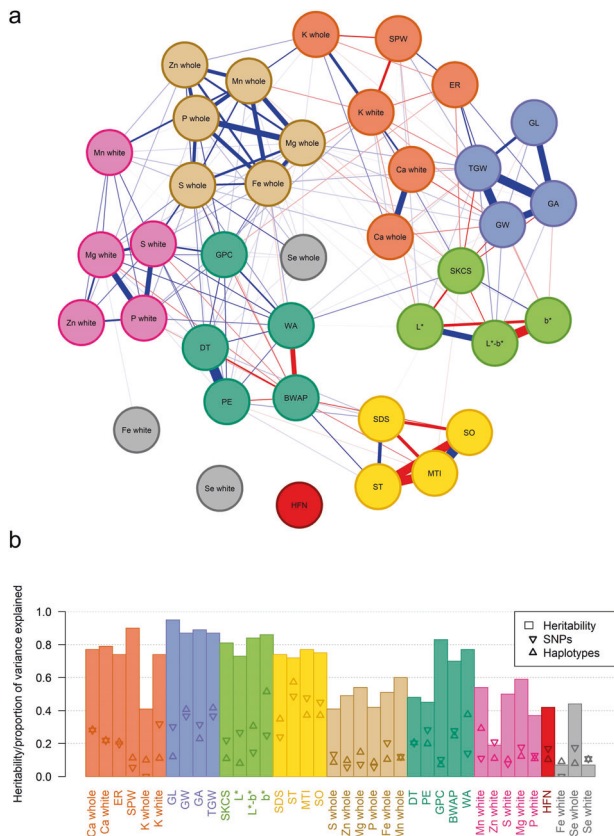 a
K whole
SPW
Zn whole
Mn whole
ER
P whole
K white
GL
Mg whole
Mn white
Ca white
TGW
S whole
Fe whole
GA
S white
GW
Mg white
GPC
Se whole
Ca whole
SKCS
Zn white
P white
WA
L*
b*
L*-b*
DT
PE
BWAP
SDS
SO
Fe white
MTI
Se white
ST
HFN
b
Heritability/proportion of variance explained
1.0
0.8
0.6
0.4
0.2
0.0
Heritability
SNPs
Haplotypes
Ca whole
Ca white
ER
SPW
K whole
K white
GL
GW
GA
TGW
SKCS
L*
L*-b*
b*
SDS
ST
MTI
SO
S whole
Zn whole
Mg whole
P whole
Fe whole
Mn whole
DT
PE
GPC
BWAP
WA
Mn white
Zn white
S white
Mg white
P white
HFN
Fe white
Se whole
Se white